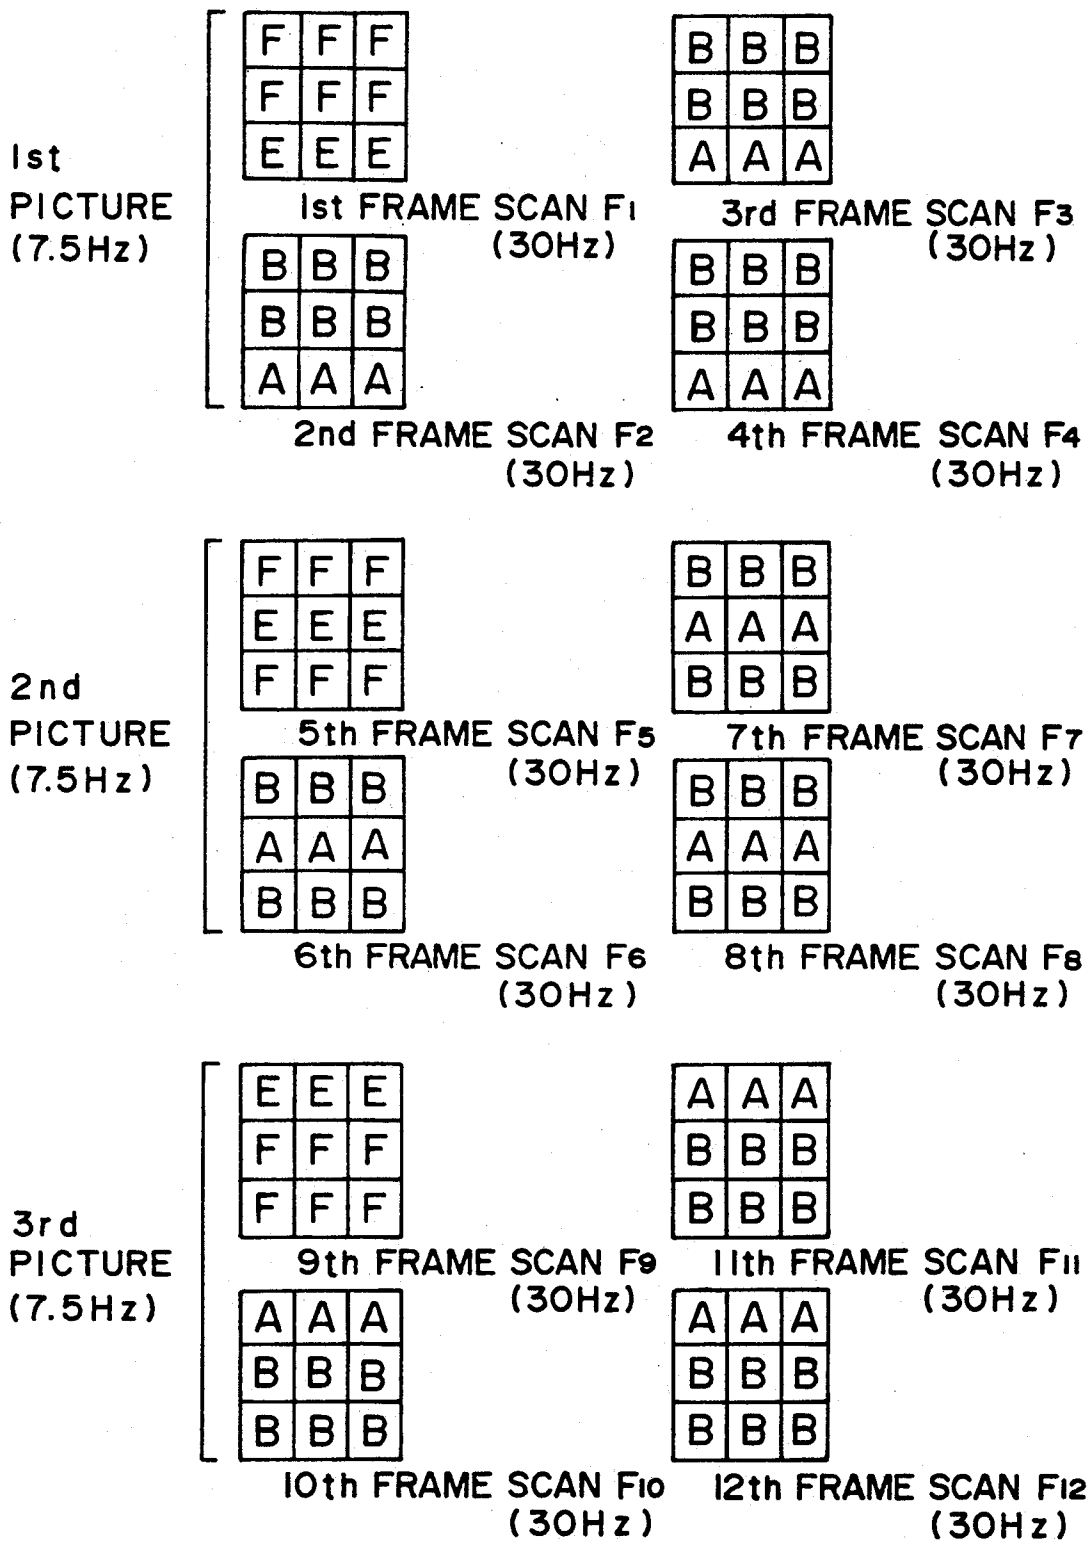 1st
PICTURE
(7.5Hz)
F F F
F F F
E E E
1st FRAME SCAN F1
(30Hz)
B B B
B B B
A A A
2nd FRAME SCAN F2
(30Hz)
B B B
B B B
A A A
3rd FRAME SCAN F3
(30Hz)
B B B
B B B
A A A
4th FRAME SCAN F4
(30Hz)
2nd
PICTURE
(7.5Hz)
F F F
E E E
F F F
5th FRAME SCAN F5
(30Hz)
B B B
A A A
B B B
6th FRAME SCAN F6
(30Hz)
B B B
A A A
B B B
7th FRAME SCAN F7
(30Hz)
B B B
A A A
B B B
8th FRAME SCAN F8
(30Hz)
3rd
PICTURE
(7.5Hz)
E E E
F F F
F F F
9th FRAME SCAN F9
(30Hz)
A A A
B B B
B B B
10th FRAME SCAN F10
(30Hz)
A A A
B B B
B B B
11th FRAME SCAN F11
(30Hz)
A A A
B B B
B B B
12th FRAME SCAN F12
(30Hz)